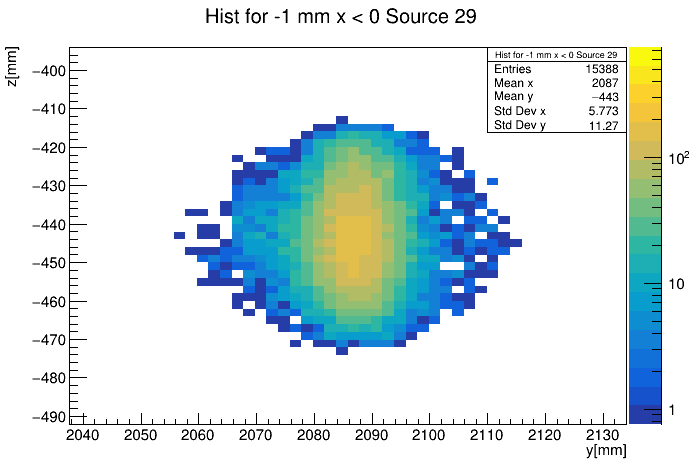 Hist for -1 mm x < 0 Source 29
z[mm]
Hist for -1 mm x < 0 Source 29
Entries 15388
Mean x 2087
Mean y −443
Std Dev x 5.773
Std Dev y 11.27
−400
−410
−420
−430
−440
−450
−460
−470
−480
−490
10²
10
1
2040 2050 2060 2070 2080 2090 2100 2110 2120 2130
y[mm]